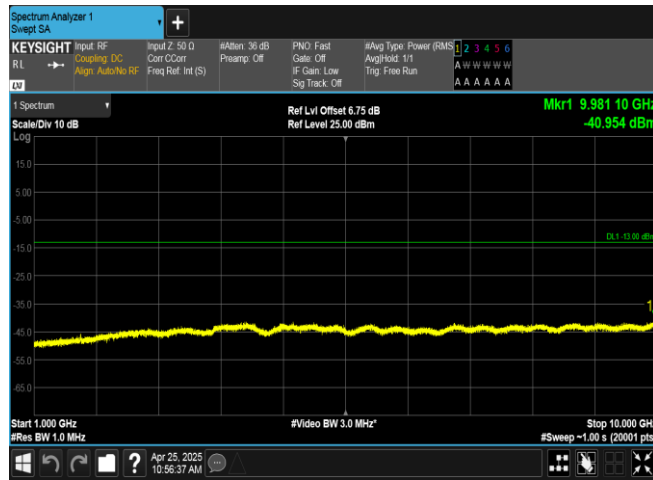 Spectrum Analyzer 1
Swept SA
+
KEYSIGHT
RL
LXI
Input: RF
Coupling: DC
Align: Auto/No RF
Input Z: 50 Ω
Corr CCorr
Freq Ref: Int (S)
#Atten: 36 dB
Preamp: Off
PNO: Fast
Gate: Off
IF Gain: Low
Sig Track: Off
#Avg Type: Power (RMS
Avg|Hold: 1/1
Trig: Free Run
1 2 3 4 5 6
A W W W W W
A A A A A A
1 Spectrum
Scale/Div 10 dB
Log
Ref Lvl Offset 6.75 dB
Ref Level 25.00 dBm
Mkr1 9.981 10 GHz
-40.954 dBm
15.0
5.00
-5.00
-15.0
-25.0
-35.0
-45.0
-55.0
-65.0
DL1 -13.00 dBm
1
Start 1.000 GHz
#Res BW 1.0 MHz
#Video BW 3.0 MHz*
Stop 10.000 GHz
#Sweep ~1.00 s (20001 pts
?
Apr 25, 2025
10:56:37 AM